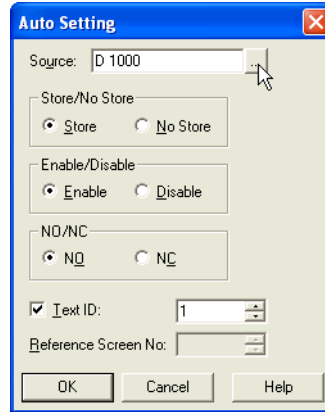 Auto Setting
Source: D 1000 ...
Store/No Store
Store No Store
Enable/Disable
Enable Disable
NO/NC
NO NC
Text ID: 1
Reference Screen No:
OK Cancel Help